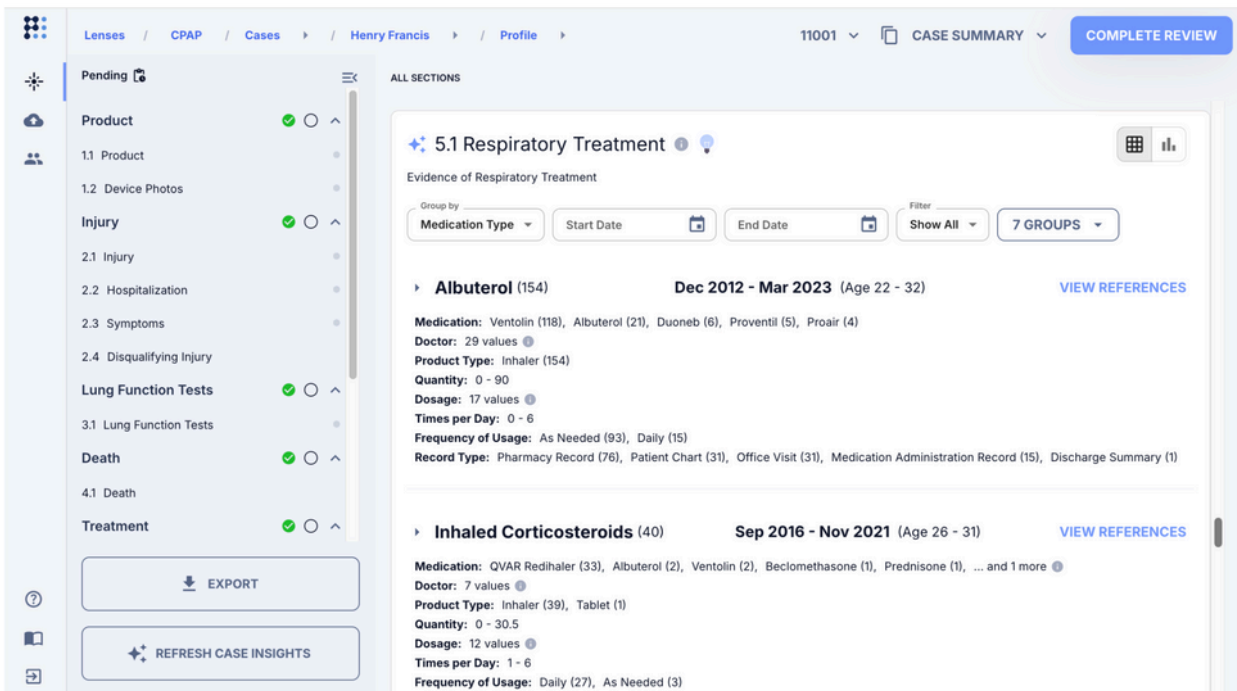 Lenses / CPAP / Cases / Henry Francis / Profile
11001
CASE SUMMARY
COMPLETE REVIEW
Pending
Product
1.1 Product
1.2 Device Photos
Injury
2.1 Injury
2.2 Hospitalization
2.3 Symptoms
2.4 Disqualifying Injury
Lung Function Tests
3.1 Lung Function Tests
Death
4.1 Death
Treatment
EXPORT
REFRESH CASE INSIGHTS
ALL SECTIONS
5.1 Respiratory Treatment
Evidence of Respiratory Treatment
Group by
Medication Type
Start Date
End Date
Filter
Show All
7 GROUPS
Albuterol (154) Dec 2012 - Mar 2023 (Age 22 - 32) VIEW REFERENCES
Medication: Ventolin (118), Albuterol (21), Duoneb (6), Proventil (5), Proair (4)
Doctor: 29 values
Product Type: Inhaler (154)
Quantity: 0 - 90
Dosage: 17 values
Times per Day: 0 - 6
Frequency of Usage: As Needed (93), Daily (15)
Record Type: Pharmacy Record (76), Patient Chart (31), Office Visit (31), Medication Administration Record (15), Discharge Summary (1)
Inhaled Corticosteroids (40) Sep 2016 - Nov 2021 (Age 26 - 31) VIEW REFERENCES
Medication: QVAR Redihaler (33), Albuterol (2), Ventolin (2), Beclomethasone (1), Prednisone (1), ... and 1 more
Doctor: 7 values
Product Type: Inhaler (39), Tablet (1)
Quantity: 0 - 30.5
Dosage: 12 values
Times per Day: 1 - 6
Frequency of Usage: Daily (27), As Needed (3)